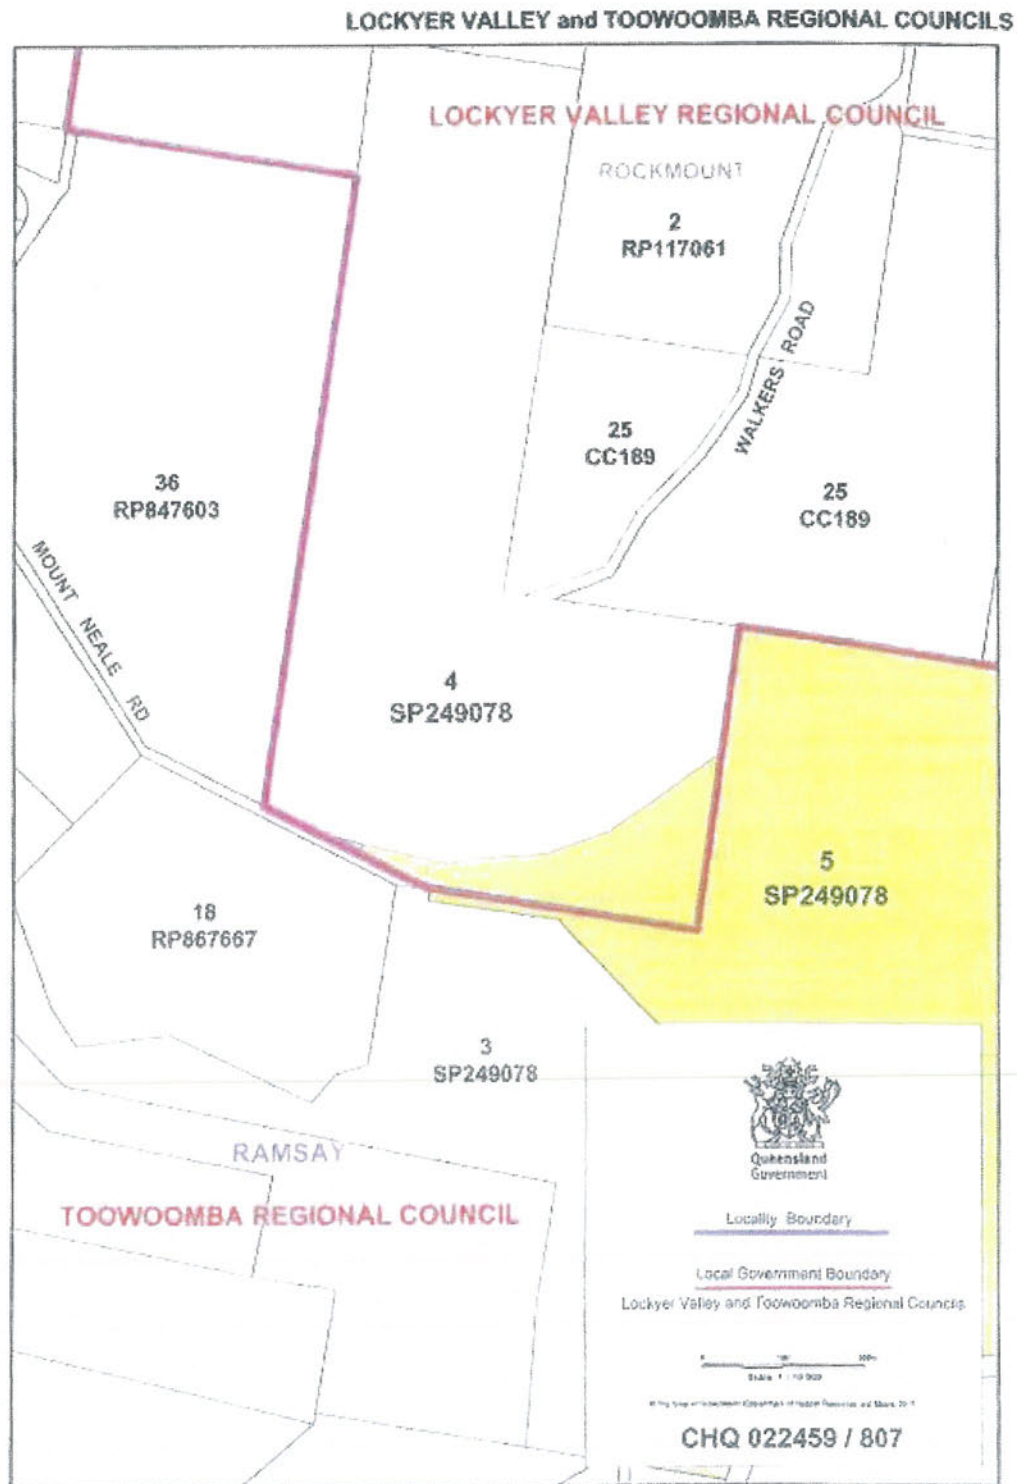 LOCKYER VALLEY and TOOWOOMBA REGIONAL COUNCILS
LOCKYER VALLEY REGIONAL COUNCIL
ROCKMOUNT
2
RP117061
WALKERS ROAD
25
CC189
25
CC189
36
RP847603
MOUNT NEALE RD
4
SP249078
5
SP249078
18
RP867667
3
SP249078
RAMSAY
TOOWOOMBA REGIONAL COUNCIL
Queensland
Government
Locality Boundary
Local Government Boundary
Lockyer Valley and Toowoomba Regional Councils
CHQ 022459 / 807